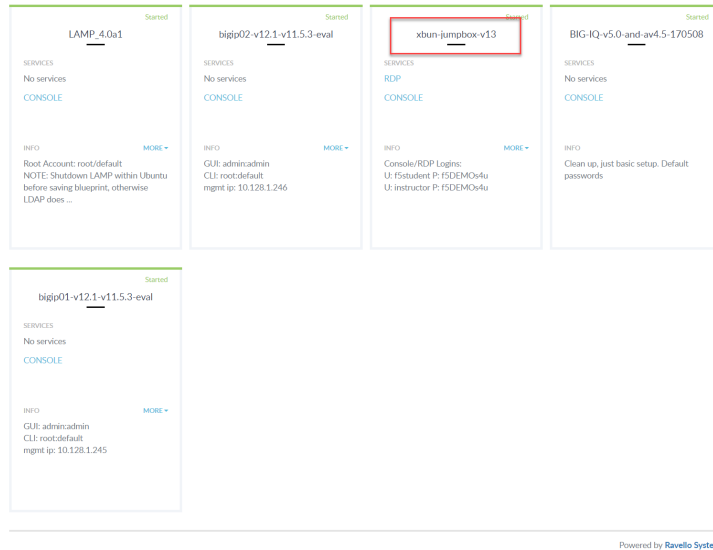 Started
LAMP_4.0a1
SERVICES
No services
CONSOLE
INFO
MORE
Root Account: root/default
NOTE: Shutdown LAMP within Ubuntu
before saving blueprint, otherwise
LDAP does ...
Started
bigip02-v12.1-v11.5.3-eval
SERVICES
No services
CONSOLE
INFO
MORE
GUI: admin:admin
CLI: root:default
mgmt ip: 10.128.1.246
Started
xbun-jumpbox-v13
SERVICES
RDP
CONSOLE
INFO
MORE
Console/RDP Logins:
U: f5student P: f5DEMOs4u
U: instructor P: f5DEMOs4u
Started
BIG-IQ-v5.0-and-av4.5-170508
SERVICES
No services
CONSOLE
INFO
Clean up, just basic setup. Default
passwords
Started
bigip01-v12.1-v11.5.3-eval
SERVICES
No services
CONSOLE
INFO
MORE
GUI: admin:admin
CLI: root:default
mgmt ip: 10.128.1.245
Powered by Ravello Syste